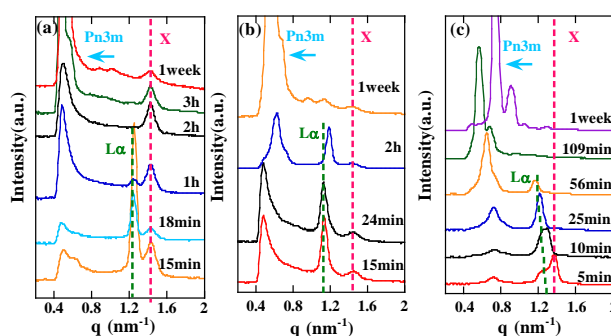 (a)
X
Pn3m
1week
3h
2h
Lα
1h
18min
15min
Intensity(a.u.)
0.4 0.8 1.2 1.6 2
q (nm⁻¹)
(b)
X
Pn3m
1week
2h
Lα
24min
15min
Intensity(a.u.)
0.4 0.8 1.2 1.6 2
q (nm⁻¹)
(c)
X
Pn3m
1week
109min
Lα
56min
25min
10min
5min
Intensity(a.u.)
0.4 0.8 1.2 1.6 2
q (nm⁻¹)